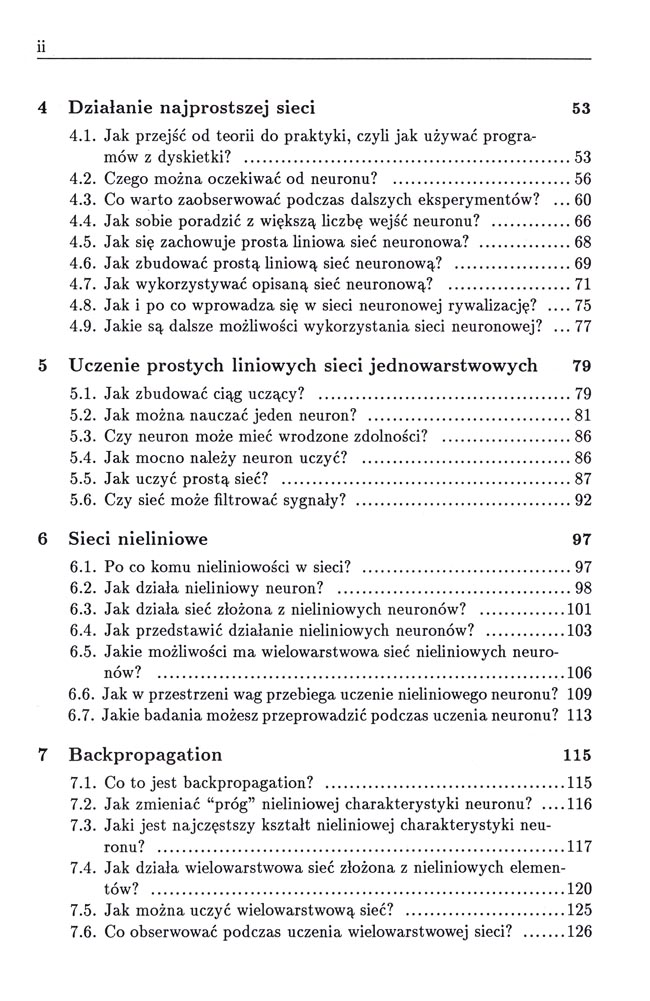 ii
4 Działanie najprostszej sieci 53
4.1. Jak przejść od teorii do praktyki, czyli jak używać progra-
mów z dyskietki? ..................................................... 53
4.2. Czego można oczekiwać od neuronu? ............................. 56
4.3. Co warto zaobserwować podczas dalszych eksperymentów? ... 60
4.4. Jak sobie poradzić z większą liczbę wejść neuronu? ............. 66
4.5. Jak się zachowuje prosta liniowa sieć neuronowa? ............... 68
4.6. Jak zbudować prostą liniową sieć neuronową? ................... 69
4.7. Jak wykorzystywać opisaną sieć neuronową? .................... 71
4.8. Jak i po co wprowadza się w sieci neuronowej rywalizację? .... 75
4.9. Jakie są dalsze możliwości wykorzystania sieci neuronowej? ... 77
5 Uczenie prostych liniowych sieci jednowarstwowych 79
5.1. Jak zbudować ciąg uczący? ......................................... 79
5.2. Jak można nauczać jeden neuron? ................................. 81
5.3. Czy neuron może mieć wrodzone zdolności? ..................... 86
5.4. Jak mocno należy neuron uczyć? .................................. 86
5.5. Jak uczyć prostą sieć? ............................................... 87
5.6. Czy sieć może filtrować sygnały? ................................... 92
6 Sieci nieliniowe 97
6.1. Po co komu nieliniowości w sieci? .................................. 97
6.2. Jak działa nieliniowy neuron? ...................................... 98
6.3. Jak działa sieć złożona z nieliniowych neuronów? ..............101
6.4. Jak przedstawić działanie nieliniowych neuronów? .............103
6.5. Jakie możliwości ma wielowarstwowa sieć nieliniowych neuro-
nów? ..................................................................106
6.6. Jak w przestrzeni wag przebiega uczenie nieliniowego neuronu? 109
6.7. Jakie badania możesz przeprowadzić podczas uczenia neuronu? 113
7 Backpropagation 115
7.1. Co to jest backpropagation? .......................................115
7.2. Jak zmieniać “próg” nieliniowej charakterystyki neuronu? ....116
7.3. Jaki jest najczęstszy kształt nieliniowej charakterystyki neu-
ronu? ..................................................................117
7.4. Jak działa wielowarstwowa sieć złożona z nieliniowych elemen-
tów? ...................................................................120
7.5. Jak można uczyć wielowarstwową sieć? ..........................125
7.6. Co obserwować podczas uczenia wielowarstwowej sieci? .......126